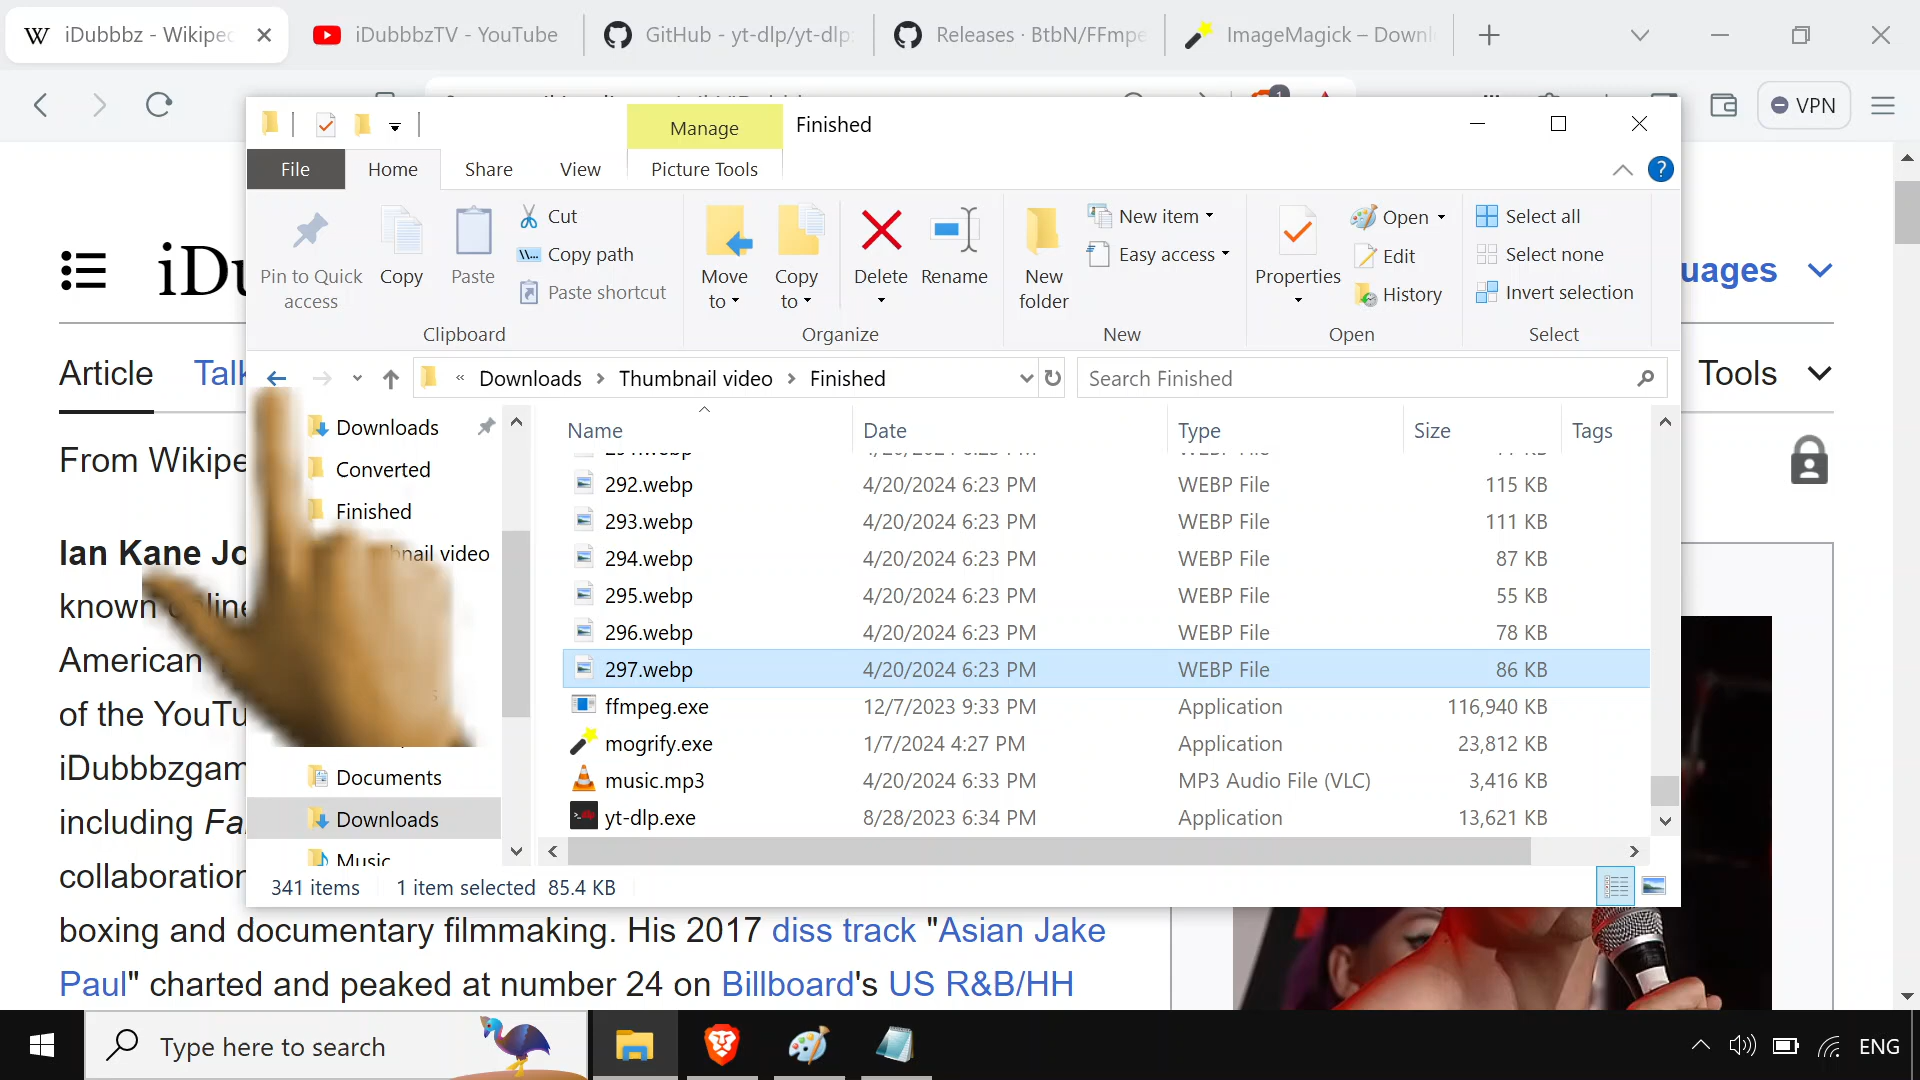 iDubbbz - Wikipe
iDubbbzTV - YouTube
GitHub - yt-dlp/yt-dlp:
Releases · BtbN/FFmpe
ImageMagick – Downl
1
VPN
Manage
Finished
File
Home
Share
View
Picture Tools
Pin to Quick access
Copy
Paste
Cut
Copy path
Paste shortcut
Clipboard
Move to
Copy to
Delete
Rename
Organize
New folder
New item
Easy access
New
Properties
Open
Edit
History
Open
Select all
Select none
Invert selection
Select
iDu
uages
Article
Talk
Tools
« Downloads › Thumbnail video › Finished
Search Finished
Downloads
Converted
Finished
nail video
Documents
Downloads
Music
Name Date Type Size Tags
292.webp 4/20/2024 6:23 PM WEBP File 115 KB
293.webp 4/20/2024 6:23 PM WEBP File 111 KB
294.webp 4/20/2024 6:23 PM WEBP File 87 KB
295.webp 4/20/2024 6:23 PM WEBP File 55 KB
296.webp 4/20/2024 6:23 PM WEBP File 78 KB
297.webp 4/20/2024 6:23 PM WEBP File 86 KB
ffmpeg.exe 12/7/2023 9:33 PM Application 116,940 KB
mogrify.exe 1/7/2024 4:27 PM Application 23,812 KB
music.mp3 4/20/2024 6:33 PM MP3 Audio File (VLC) 3,416 KB
yt-dlp.exe 8/28/2023 6:34 PM Application 13,621 KB
341 items 1 item selected 85.4 KB
From Wikipe
Ian Kane Jo
known
American
of the YouTu
iDubbbzgam
including Fa
collaboration
boxing and documentary filmmaking. His 2017 diss track "Asian Jake
Paul" charted and peaked at number 24 on Billboard's US R&B/HH
Type here to search
ENG